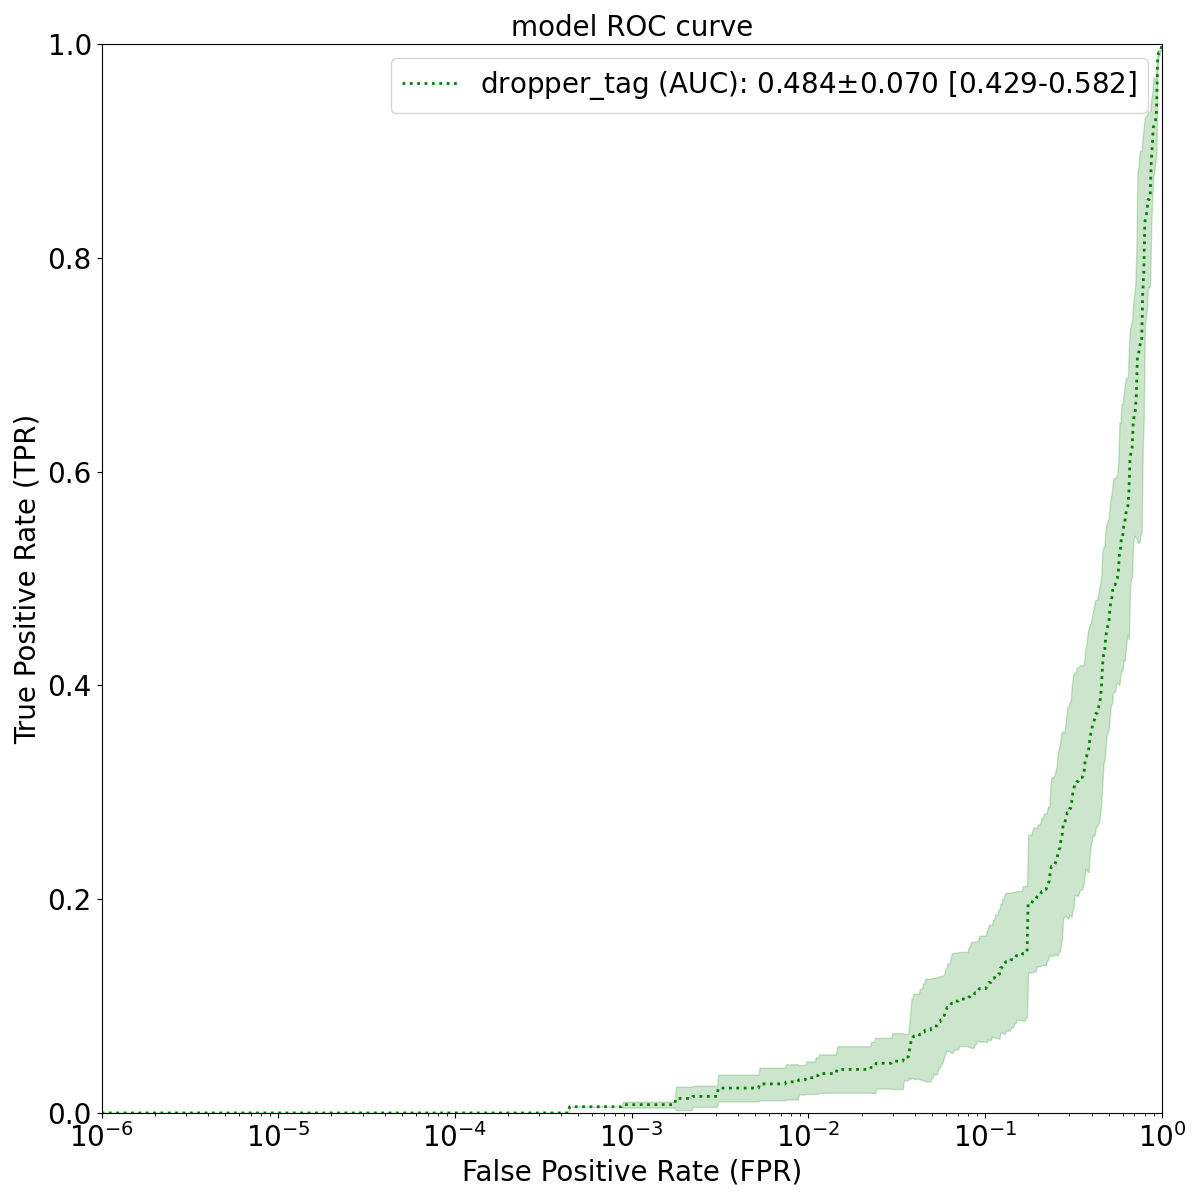 model ROC curve
dropper_tag (AUC): 0.484±0.070 [0.429-0.582]
1.0
0.8
0.6
0.4
0.2
0.0
True Positive Rate (TPR)
10⁻⁶ 10⁻⁵ 10⁻⁴ 10⁻³ 10⁻² 10⁻¹ 10⁰
False Positive Rate (FPR)